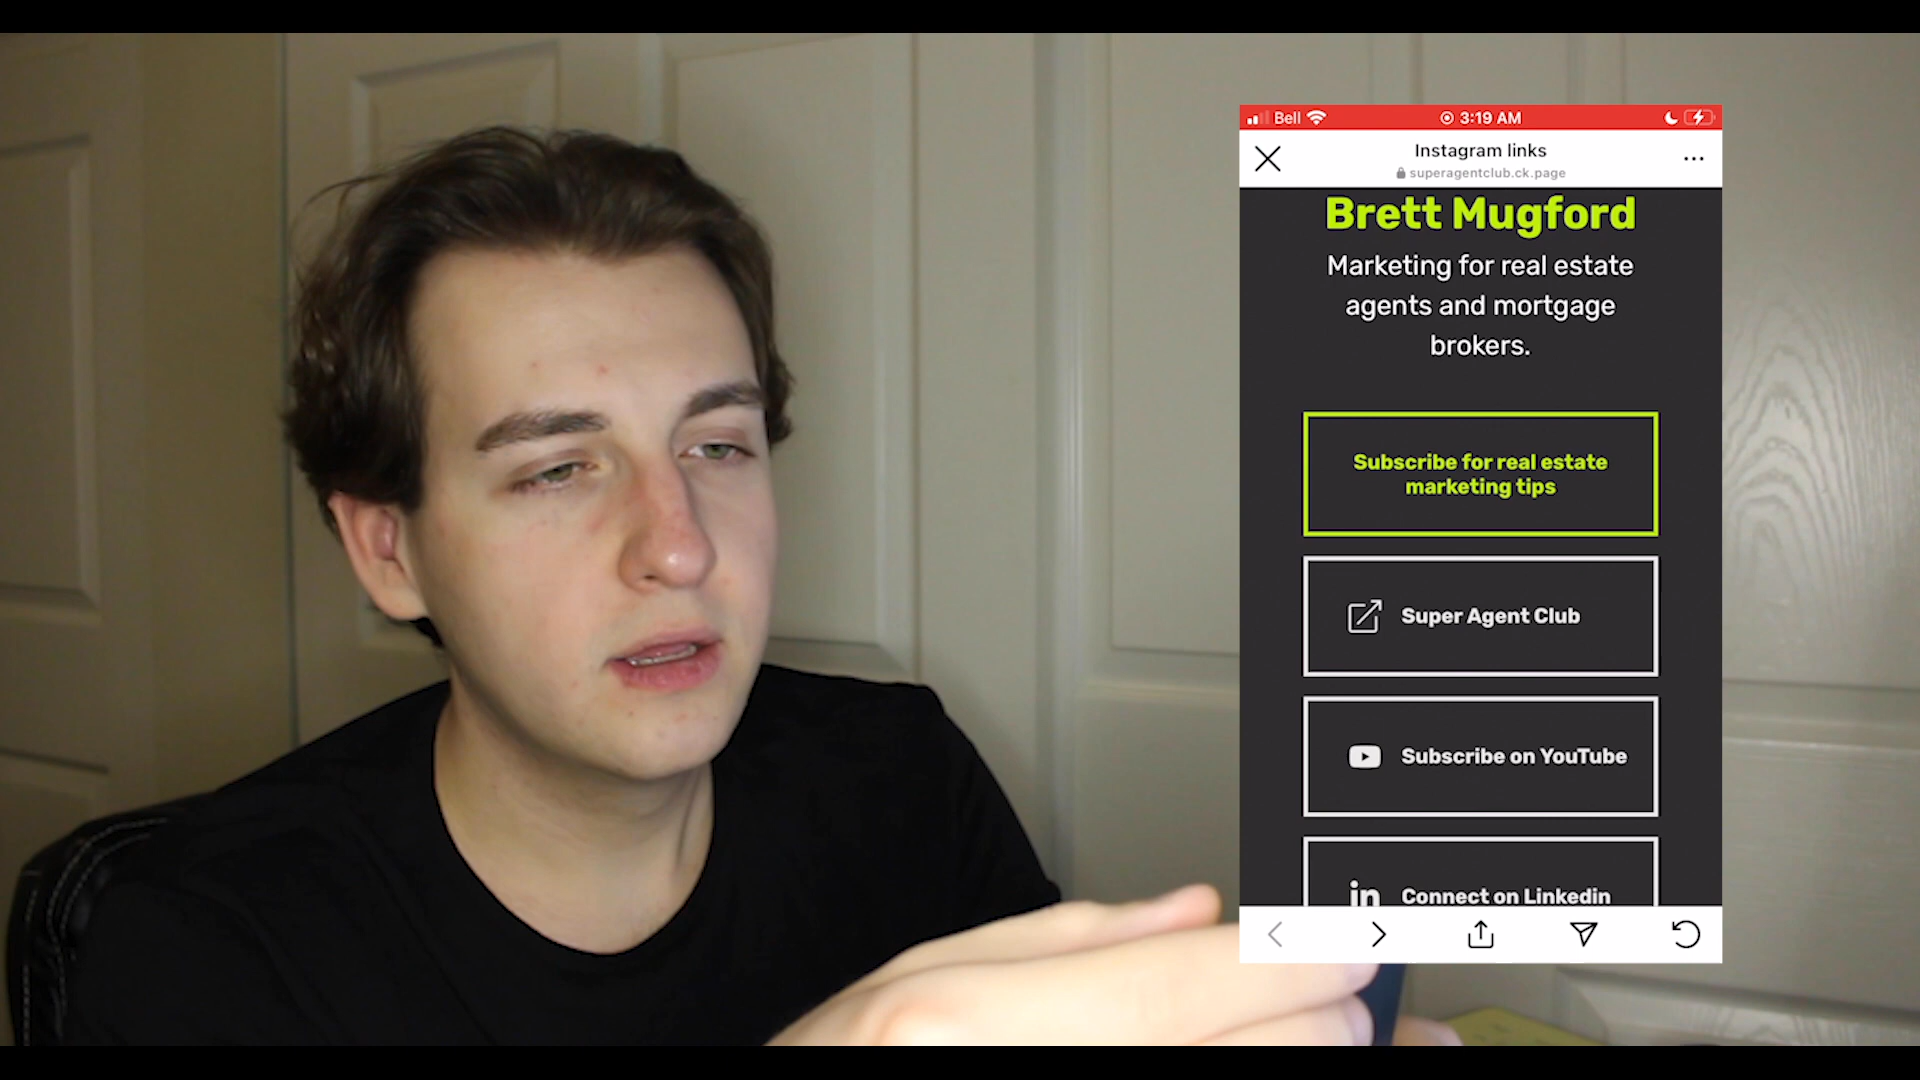 Bell
3:19 AM
Instagram links
superagentclub.ck.page
Brett Mugford
Marketing for real estate
agents and mortgage
brokers.
Subscribe for real estate
marketing tips
Super Agent Club
Subscribe on YouTube
in Connect on Linkedin